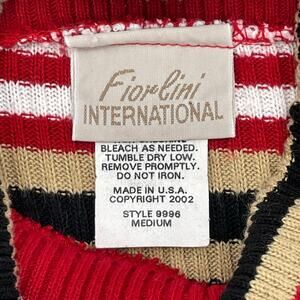 Fiorlini
INTERNATIONAL
BLEACH AS NEEDED.
TUMBLE DRY LOW.
REMOVE PROMPTLY.
DO NOT IRON.
MADE IN U.S.A.
COPYRIGHT 2002
STYLE 9996
MEDIUM